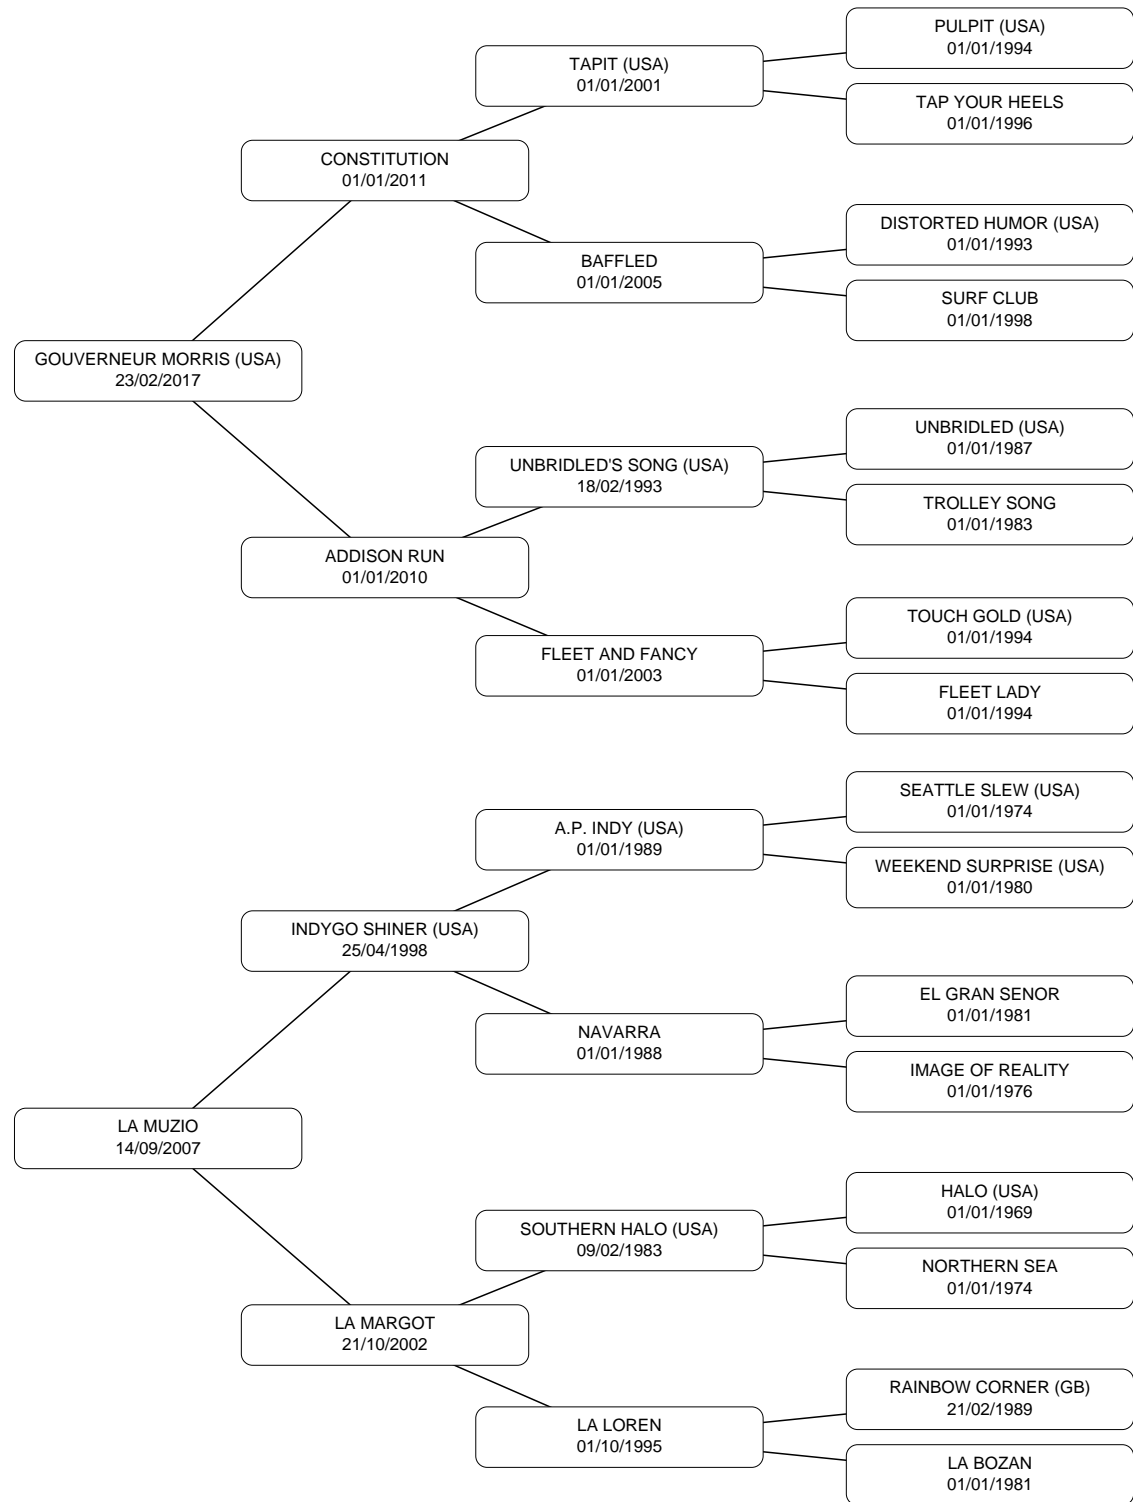 PULPIT (USA)
01/01/1994
TAPIT (USA)
01/01/2001
TAP YOUR HEELS
01/01/1996
CONSTITUTION
01/01/2011
DISTORTED HUMOR (USA)
01/01/1993
BAFFLED
01/01/2005
SURF CLUB
01/01/1998
GOUVERNEUR MORRIS (USA)
23/02/2017
UNBRIDLED (USA)
01/01/1987
UNBRIDLED'S SONG (USA)
18/02/1993
TROLLEY SONG
01/01/1983
ADDISON RUN
01/01/2010
TOUCH GOLD (USA)
01/01/1994
FLEET AND FANCY
01/01/2003
FLEET LADY
01/01/1994
SEATTLE SLEW (USA)
01/01/1974
A.P. INDY (USA)
01/01/1989
WEEKEND SURPRISE (USA)
01/01/1980
INDYGO SHINER (USA)
25/04/1998
EL GRAN SENOR
01/01/1981
NAVARRA
01/01/1988
IMAGE OF REALITY
01/01/1976
LA MUZIO
14/09/2007
HALO (USA)
01/01/1969
SOUTHERN HALO (USA)
09/02/1983
NORTHERN SEA
01/01/1974
LA MARGOT
21/10/2002
RAINBOW CORNER (GB)
21/02/1989
LA LOREN
01/10/1995
LA BOZAN
01/01/1981